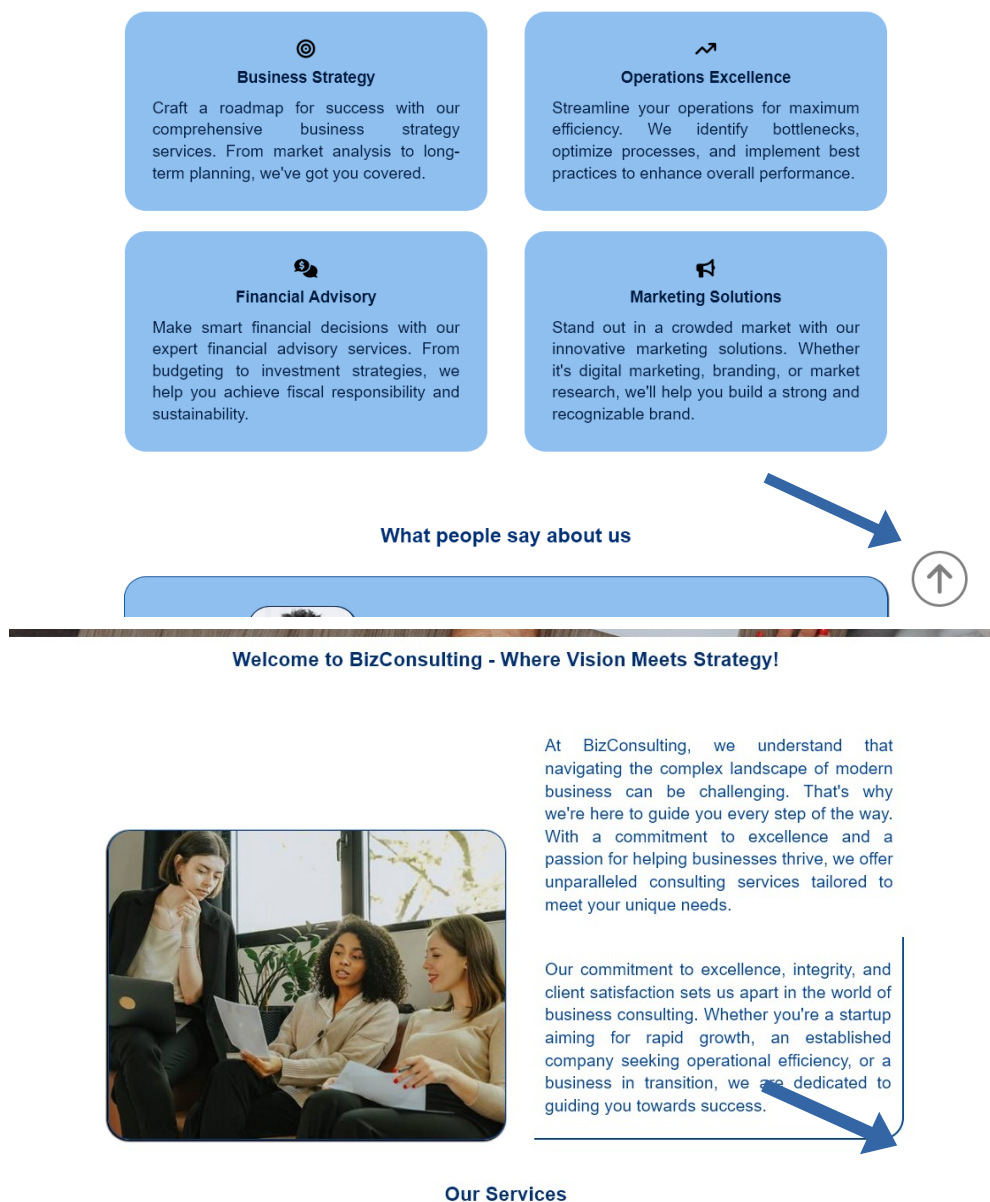 Business Strategy
Craft a roadmap for success with our
comprehensive business strategy
services. From market analysis to long-
term planning, we've got you covered.
Operations Excellence
Streamline your operations for maximum
efficiency. We identify bottlenecks,
optimize processes, and implement best
practices to enhance overall performance.
Financial Advisory
Make smart financial decisions with our
expert financial advisory services. From
budgeting to investment strategies, we
help you achieve fiscal responsibility and
sustainability.
Marketing Solutions
Stand out in a crowded market with our
innovative marketing solutions. Whether
it's digital marketing, branding, or market
research, we'll help you build a strong and
recognizable brand.
What people say about us
Welcome to BizConsulting - Where Vision Meets Strategy!
At BizConsulting, we understand that
navigating the complex landscape of modern
business can be challenging. That's why
we're here to guide you every step of the way.
With a commitment to excellence and a
passion for helping businesses thrive, we offer
unparalleled consulting services tailored to
meet your unique needs.
Our commitment to excellence, integrity, and
client satisfaction sets us apart in the world of
business consulting. Whether you're a startup
aiming for rapid growth, an established
company seeking operational efficiency, or a
business in transition, we are dedicated to
guiding you towards success.
Our Services